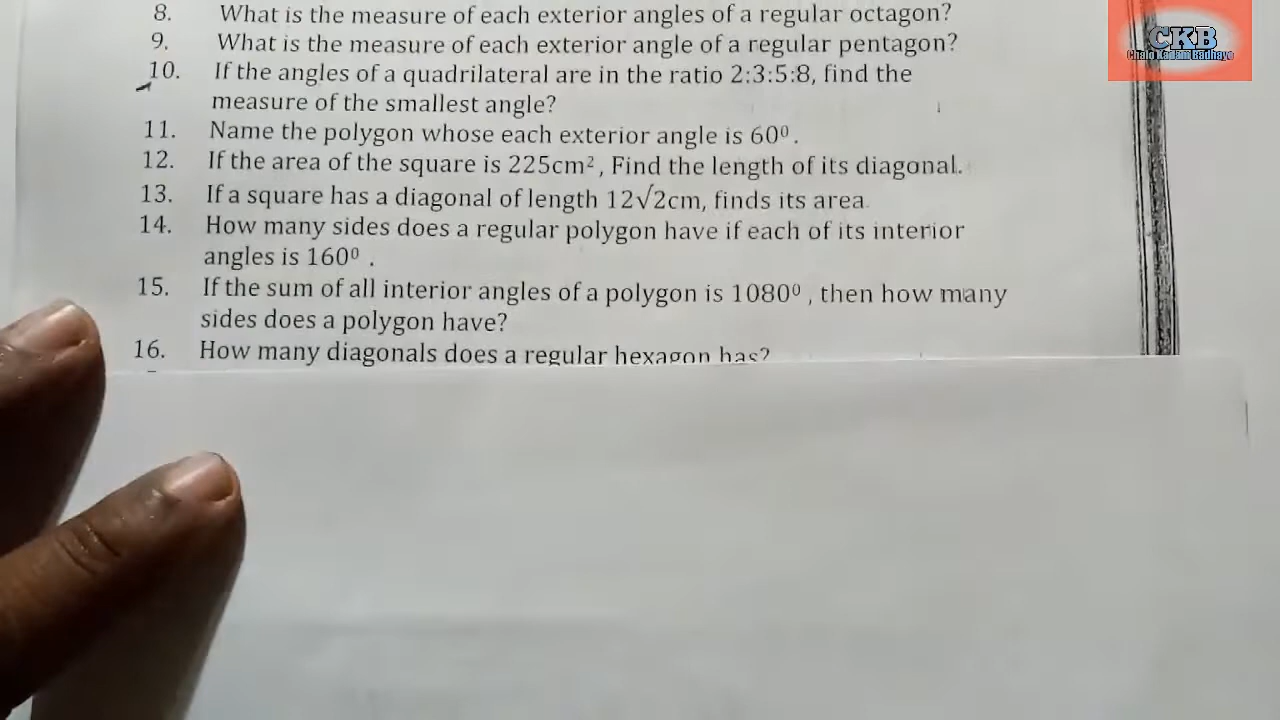 8. What is the measure of each exterior angles of a regular octagon?
9. What is the measure of each exterior angle of a regular pentagon?
10. If the angles of a quadrilateral are in the ratio 2:3:5:8, find the
measure of the smallest angle?
11. Name the polygon whose each exterior angle is 60⁰.
12. If the area of the square is 225cm², Find the length of its diagonal.
13. If a square has a diagonal of length 12√2cm, finds its area.
14. How many sides does a regular polygon have if each of its interior
angles is 160⁰ .
15. If the sum of all interior angles of a polygon is 1080⁰ , then how many
sides does a polygon have?
16. How many diagonals does a regular hexagon has?
CKB
Chalo Kadam Badhaye